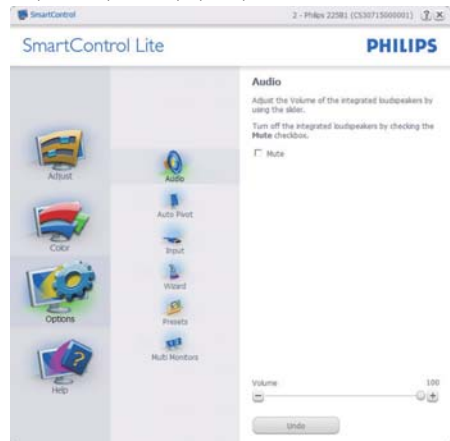 SmartControl
2 - Philips 225B1 (CS30715000001)
SmartControl Lite
PHILIPS
Adjust
Color
Options
Help
Audio
Auto Pivot
Input
Wizard
Presets
Multi Monitors
Audio
Adjust the Volume of the integrated loudspeakers by
using the slider.
Turn off the integrated loudspeakers by checking the
Mute checkbox.
Mute
Volume
100
Undo